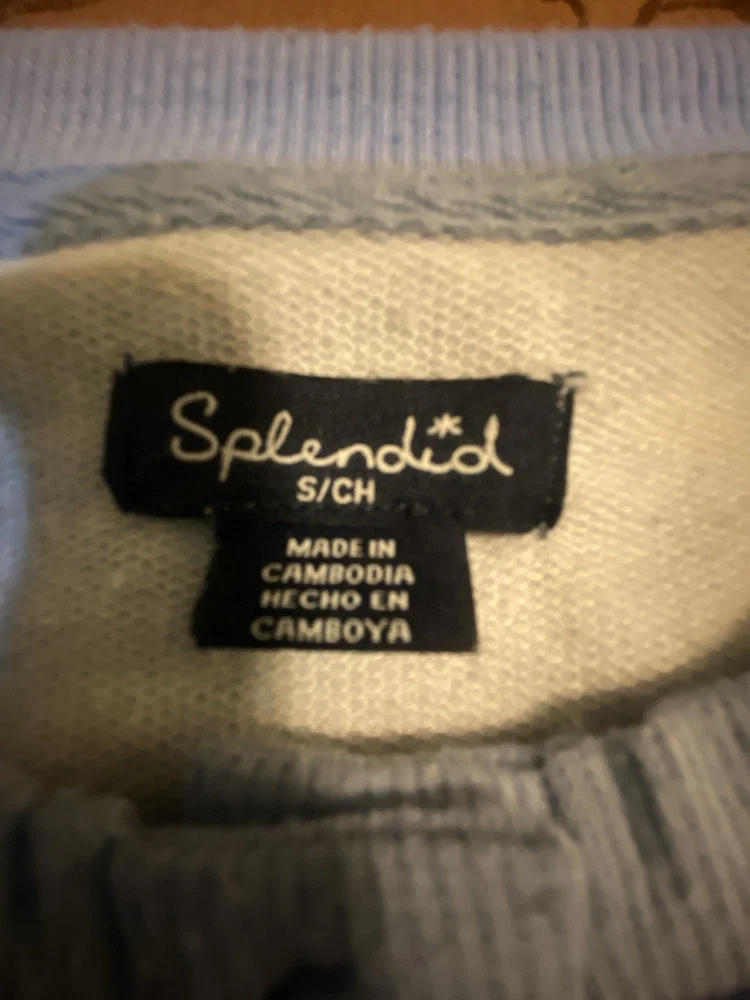 Splendid
S/CH
MADE IN
CAMBODIA
HECHO EN
CAMBOYA